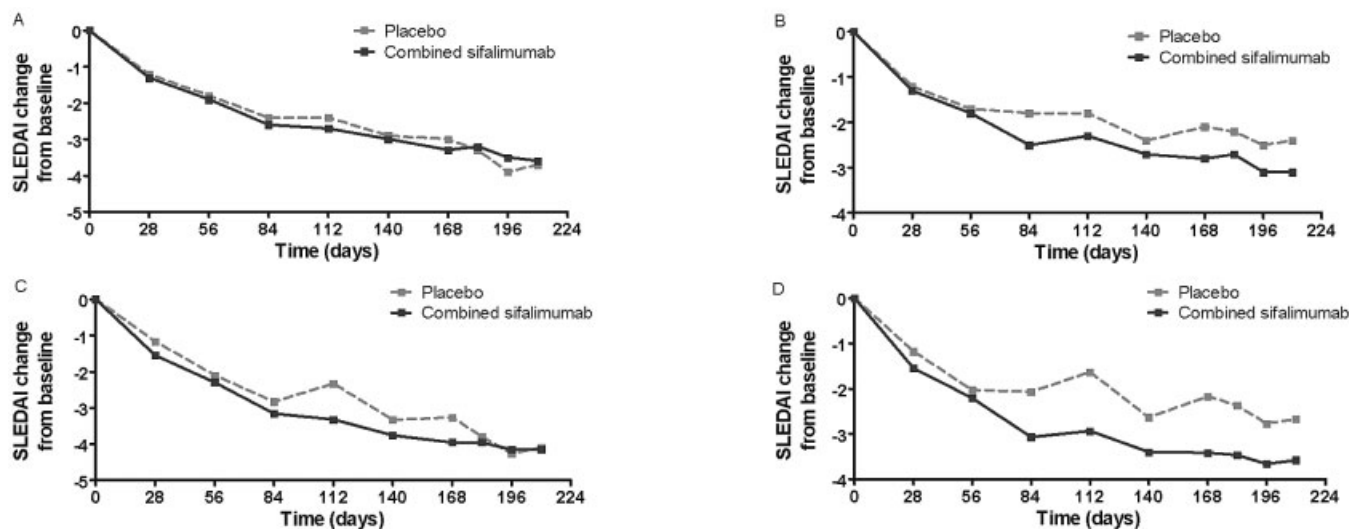 A
Placebo
Combined sifalimumab
SLEDAI change
from baseline
0
-1
-2
-3
-4
-5
0 28 56 84 112 140 168 196 224
Time (days)
B
Placebo
Combined sifalimumab
SLEDAI change
from baseline
0
-1
-2
-3
-4
0 28 56 84 112 140 168 196 224
Time (days)
C
Placebo
Combined sifalimumab
SLEDAI change
from baseline
0
-1
-2
-3
-4
-5
0 28 56 84 112 140 168 196 224
Time (days)
D
Placebo
Combined sifalimumab
SLEDAI change
from baseline
0
-1
-2
-3
-4
0 28 56 84 112 140 168 196 224
Time (days)